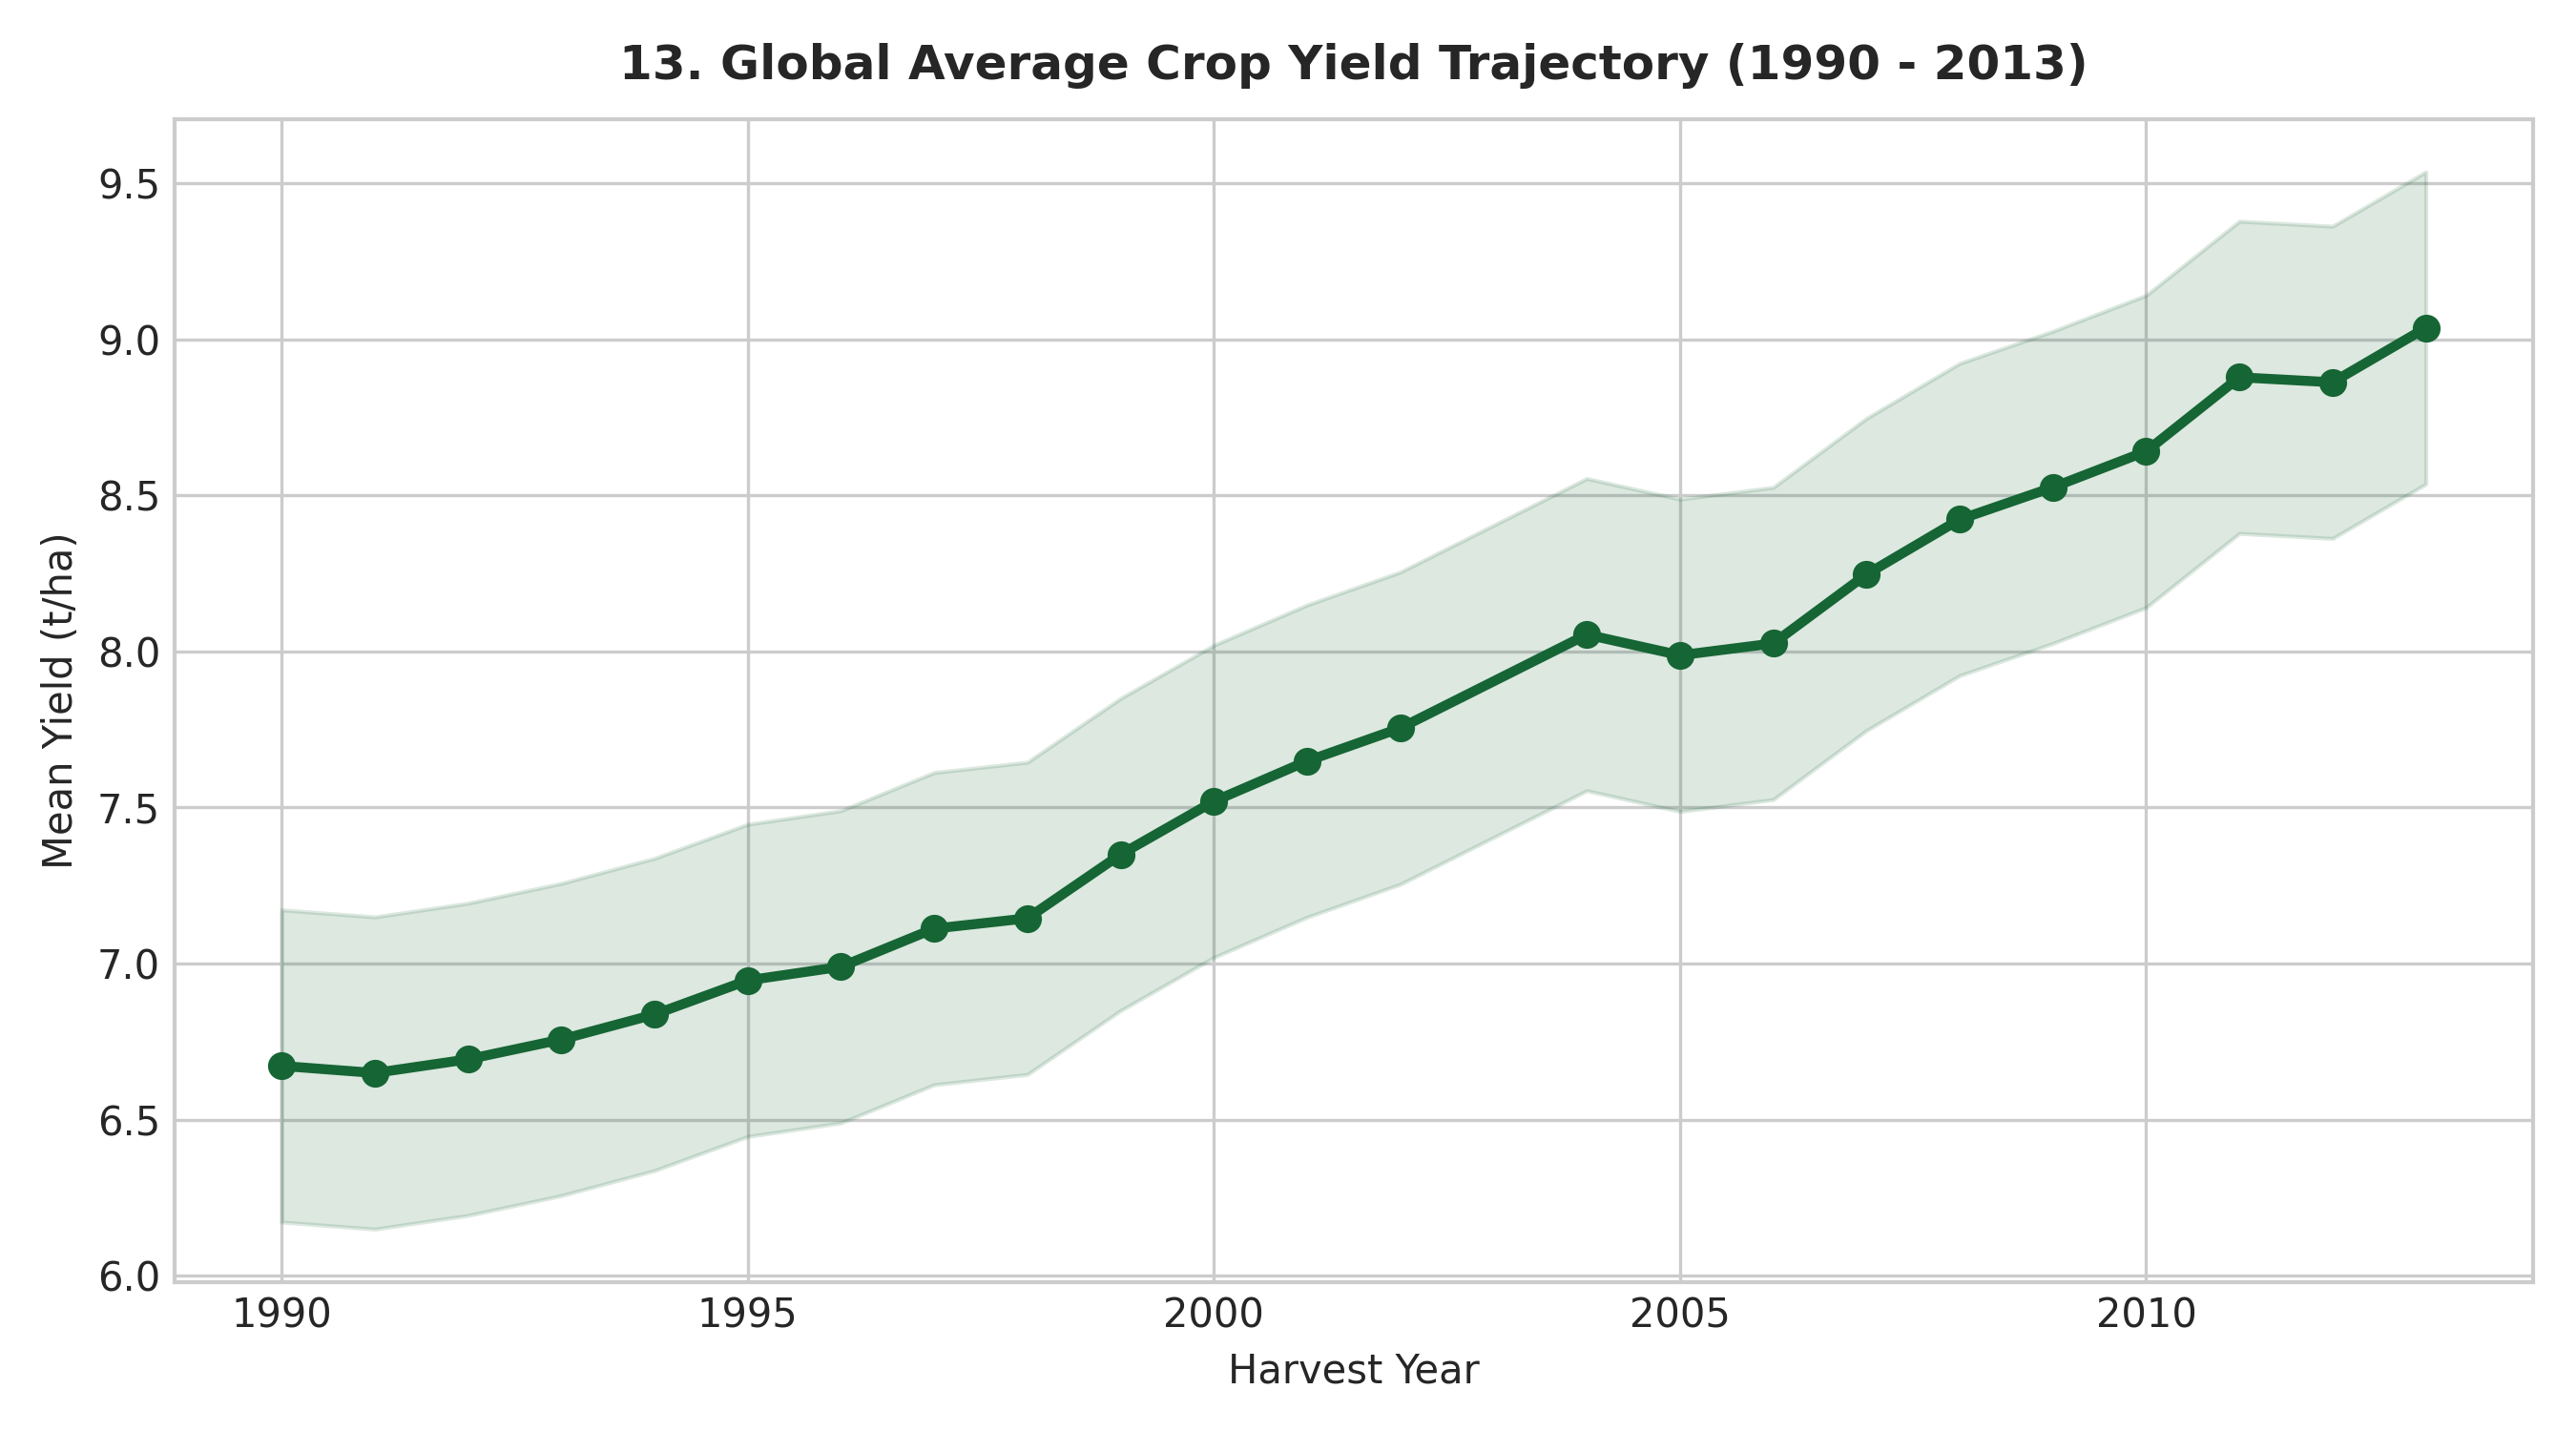 13. Global Average Crop Yield Trajectory (1990 - 2013)
Mean Yield (t/ha)
9.5
9.0
8.5
8.0
7.5
7.0
6.5
6.0
1990 1995 2000 2005 2010
Harvest Year